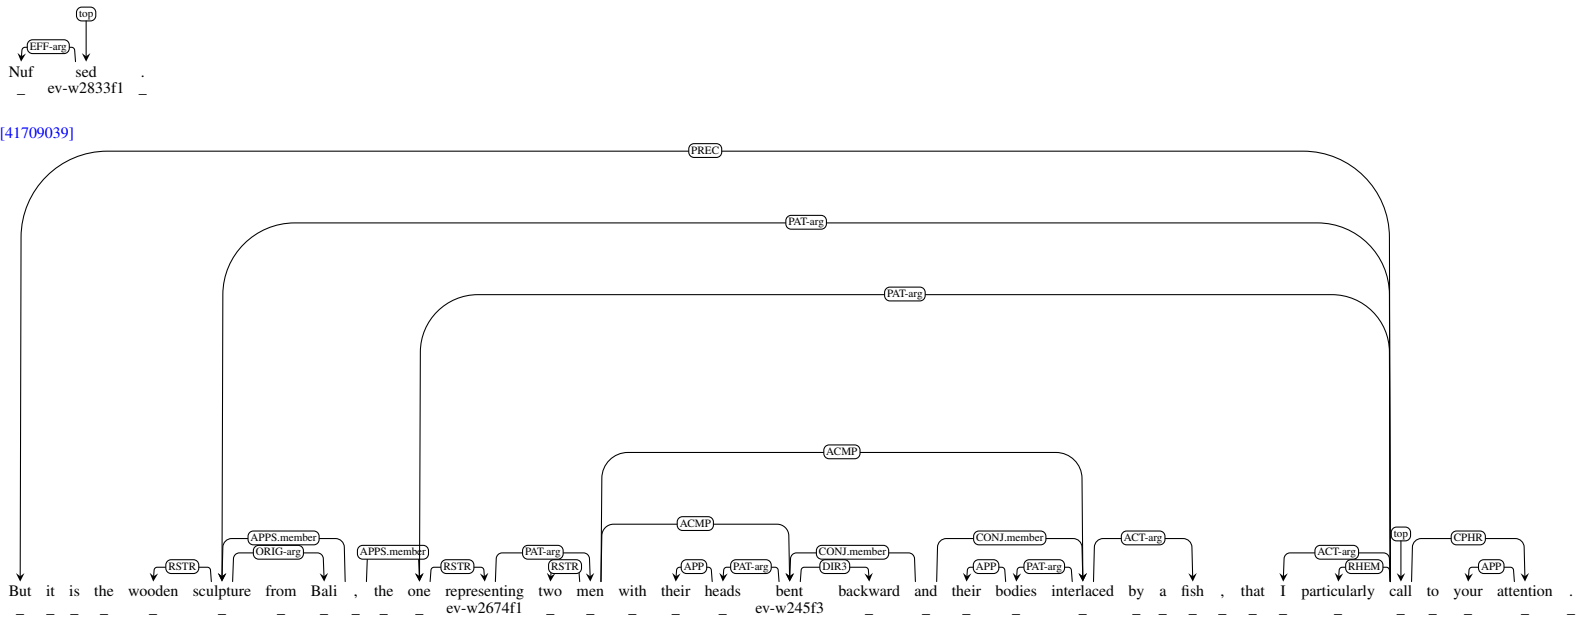 top
EFF-arg
Nuf sed .
_ ev-w2833f1 _
[41709039]
PREC
PAT-arg
PAT-arg
ACMP
ACMP
top
APPS.member CONJ.member ACT-arg CPHR
ORIG-arg APPS.member PAT-arg CONJ.member ACT-arg
RSTR RSTR RSTR APP PAT-arg DIR3 APP PAT-arg RHEM APP
But it is the wooden sculpture from Bali , the one representing two men with their heads bent backward and their bodies interlaced by a fish , that I particularly call to your attention .
_ _ _ _ _ _ _ _ _ _ _ ev-w2674f1 _ _ _ _ _ ev-w245f3 _ _ _ _ _ _ _ _ _ _ _ _ _ _ _ _ _